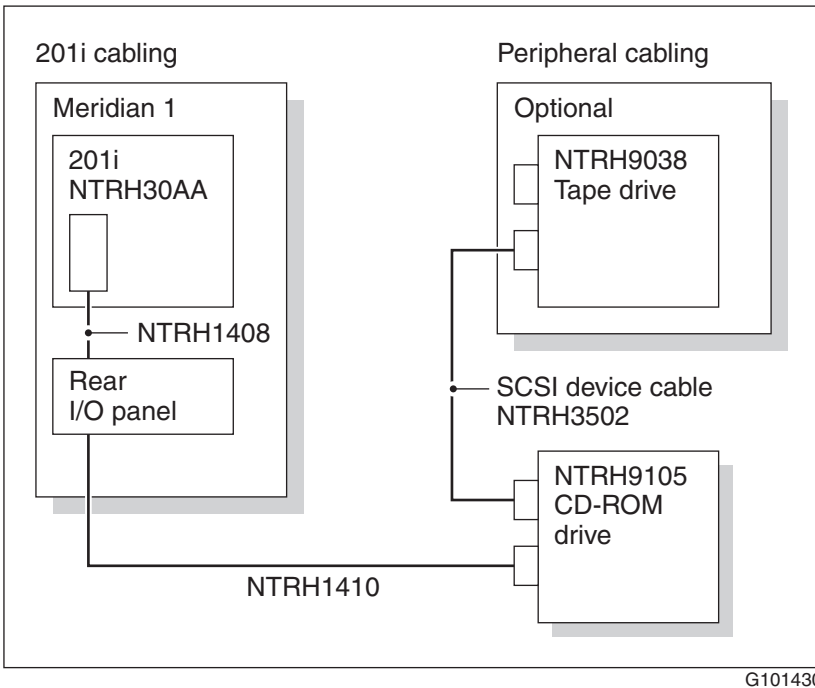 201i cabling
Peripheral cabling
Meridian 1
Optional
201i
NTRH30AA
NTRH9038
Tape drive
NTRH1408
Rear
I/O panel
SCSI device cable
NTRH3502
NTRH9105
CD-ROM
drive
NTRH1410
G101430